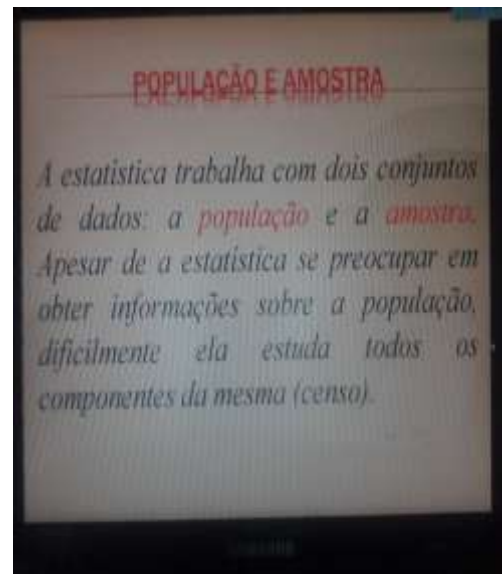 POPULAÇÃO E AMOSTRA
A estatística trabalha com dois conjuntos
de dados: a população e a amostra.
Apesar de a estatística se preocupar em
obter informações sobre a população,
dificilmente ela estuda todos os
componentes da mesma (censo).